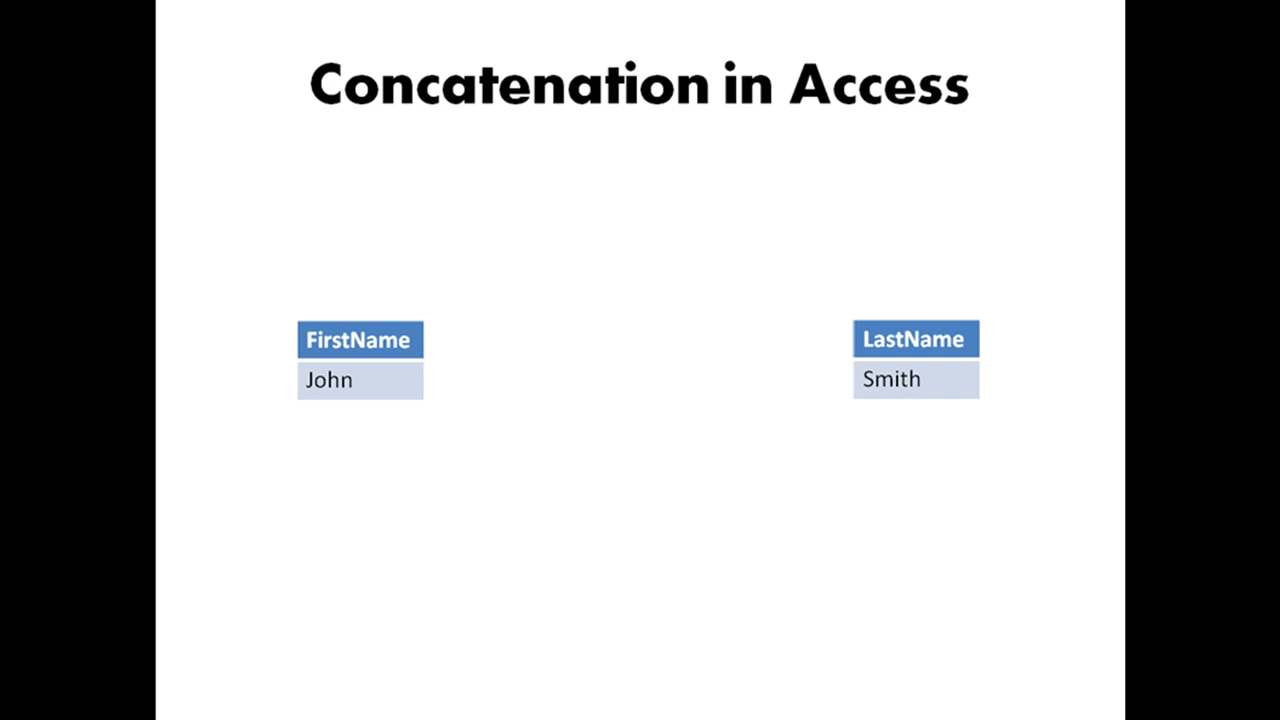 Concatenation in Access
FirstName
John
LastName
Smith